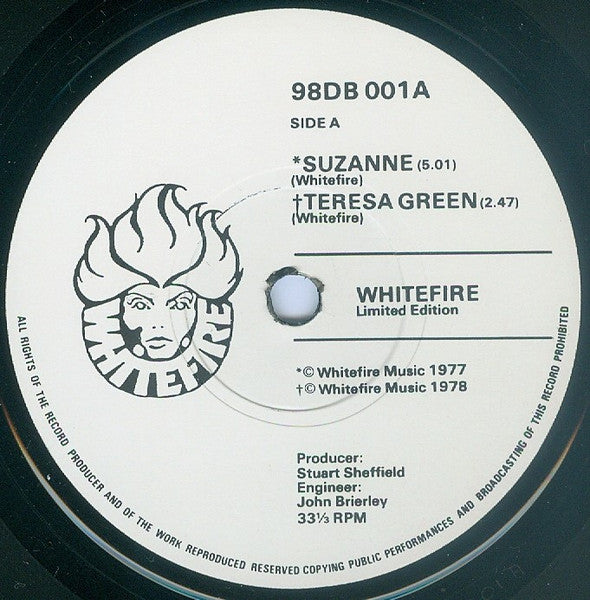 98DB 001A
SIDE A
*SUZANNE (5.01)
(Whitefire)
†TERESA GREEN (2.47)
(Whitefire)
WHITEFIRE
WHITEFIRE
Limited Edition
*© Whitefire Music 1977
†© Whitefire Music 1978
Producer:
Stuart Sheffield
Engineer:
John Brierley
33⅓ RPM
ALL RIGHTS OF THE RECORD PRODUCER AND OF THE WORK REPRODUCED RESERVED COPYING PUBLIC PERFORMANCES AND BROADCASTING OF THIS RECORD PROHIBITED